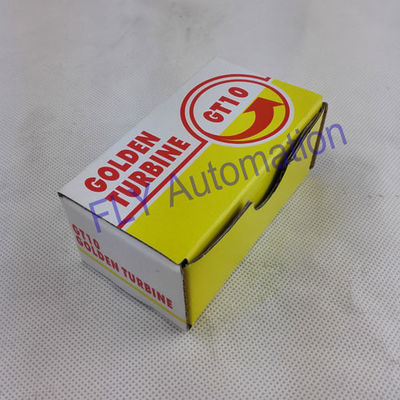 GOLDEN
TURBINE
GT10
FLY Automation
GT10
GOLDEN TURBINE